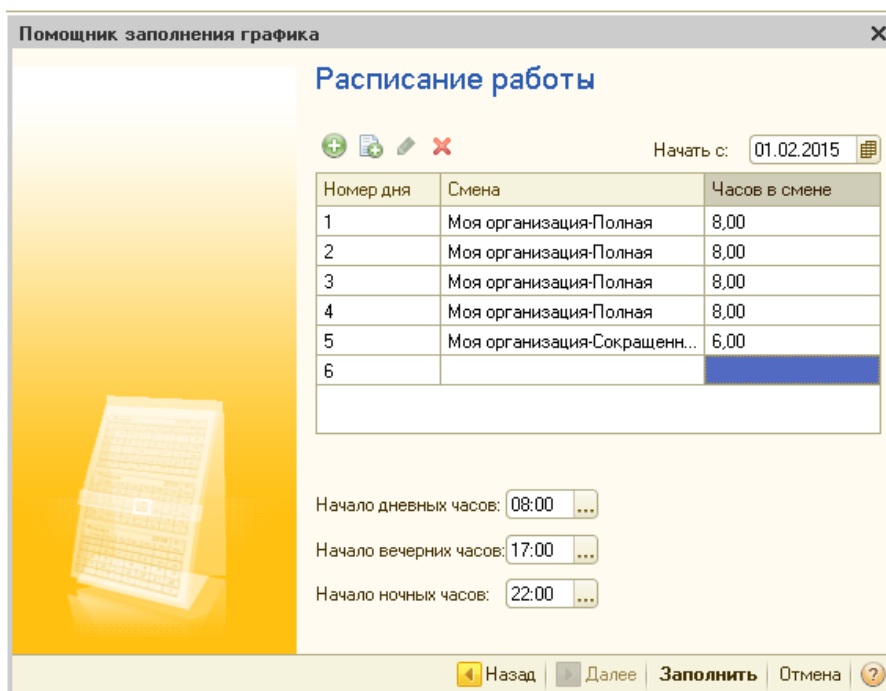 Помощник заполнения графика
Расписание работы
Начать с: 01.02.2015
Номер дня Смена Часов в смене
1 Моя организация-Полная 8,00
2 Моя организация-Полная 8,00
3 Моя организация-Полная 8,00
4 Моя организация-Полная 8,00
5 Моя организация-Сокращенн... 6,00
6
Начало дневных часов: 08:00 ...
Начало вечерних часов: 17:00 ...
Начало ночных часов: 22:00 ...
Назад Далее Заполнить Отмена ?